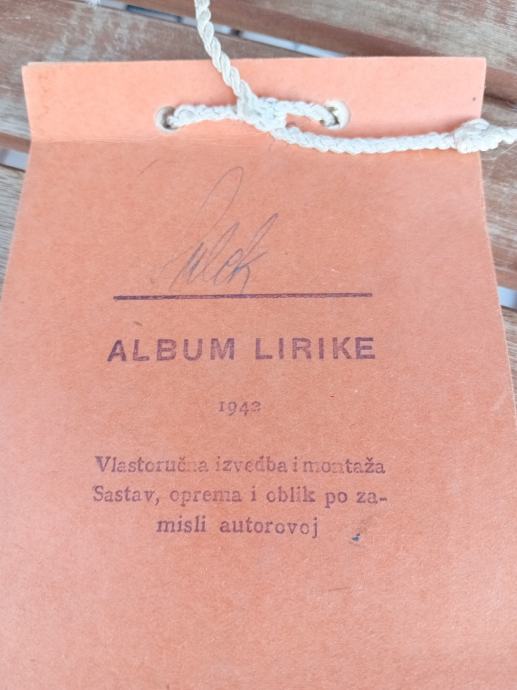 ALBUM LIRIKE
1942
Vlastoručna izvedba i montaža
Sastav, oprema i oblik po za-
misli autorovoj